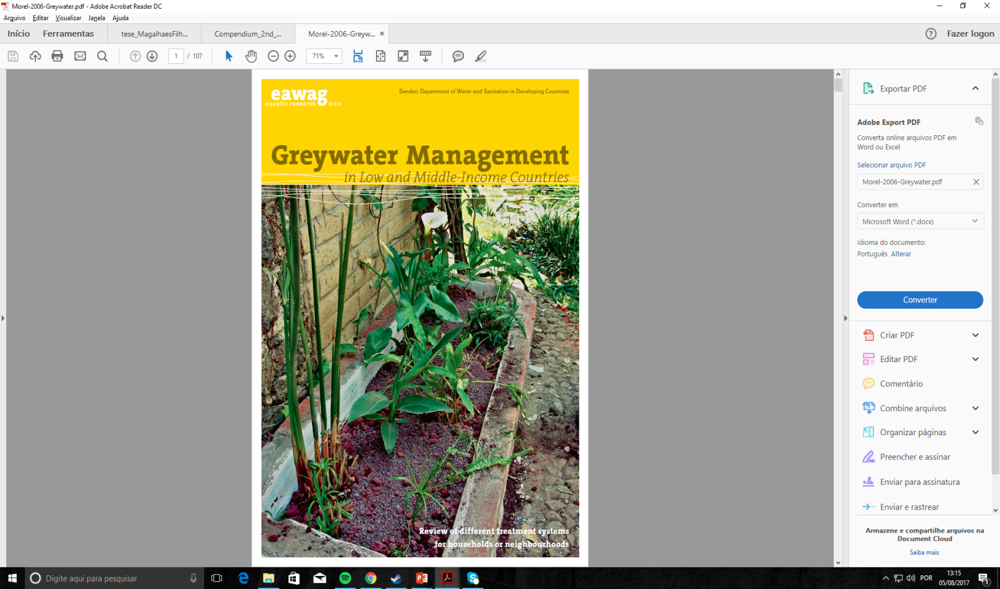 Morel-2006-Greywater.pdf - Adobe Acrobat Reader DC
Arquivo Editar Visualizar Janela Ajuda
Início Ferramentas tese_MagalhaesFilh... Compendium_2nd_... Morel-2006-Greyw... × Fazer logon
1 / 107 71%
eawag
aquatic research
Sandec: Department of Water and Sanitation in Developing Countries
Greywater Management
in Low and Middle-Income Countries
Review of different treatment systems
for households or neighbourhoods
Exportar PDF
Adobe Export PDF
Converta online arquivos PDF em
Word ou Excel
Selecionar arquivo PDF
Morel-2006-Greywater.pdf
Converter em
Microsoft Word (*.docx)
Idioma do documento:
Português Alterar
Converter
Criar PDF
Editar PDF
Comentário
Combine arquivos
Organizar páginas
Preencher e assinar
Enviar para assinatura
Enviar e rastrear
Armazene e compartilhe arquivos na
Document Cloud
Saiba mais
Digite aqui para pesquisar
POR
13:15
05/08/2017
1